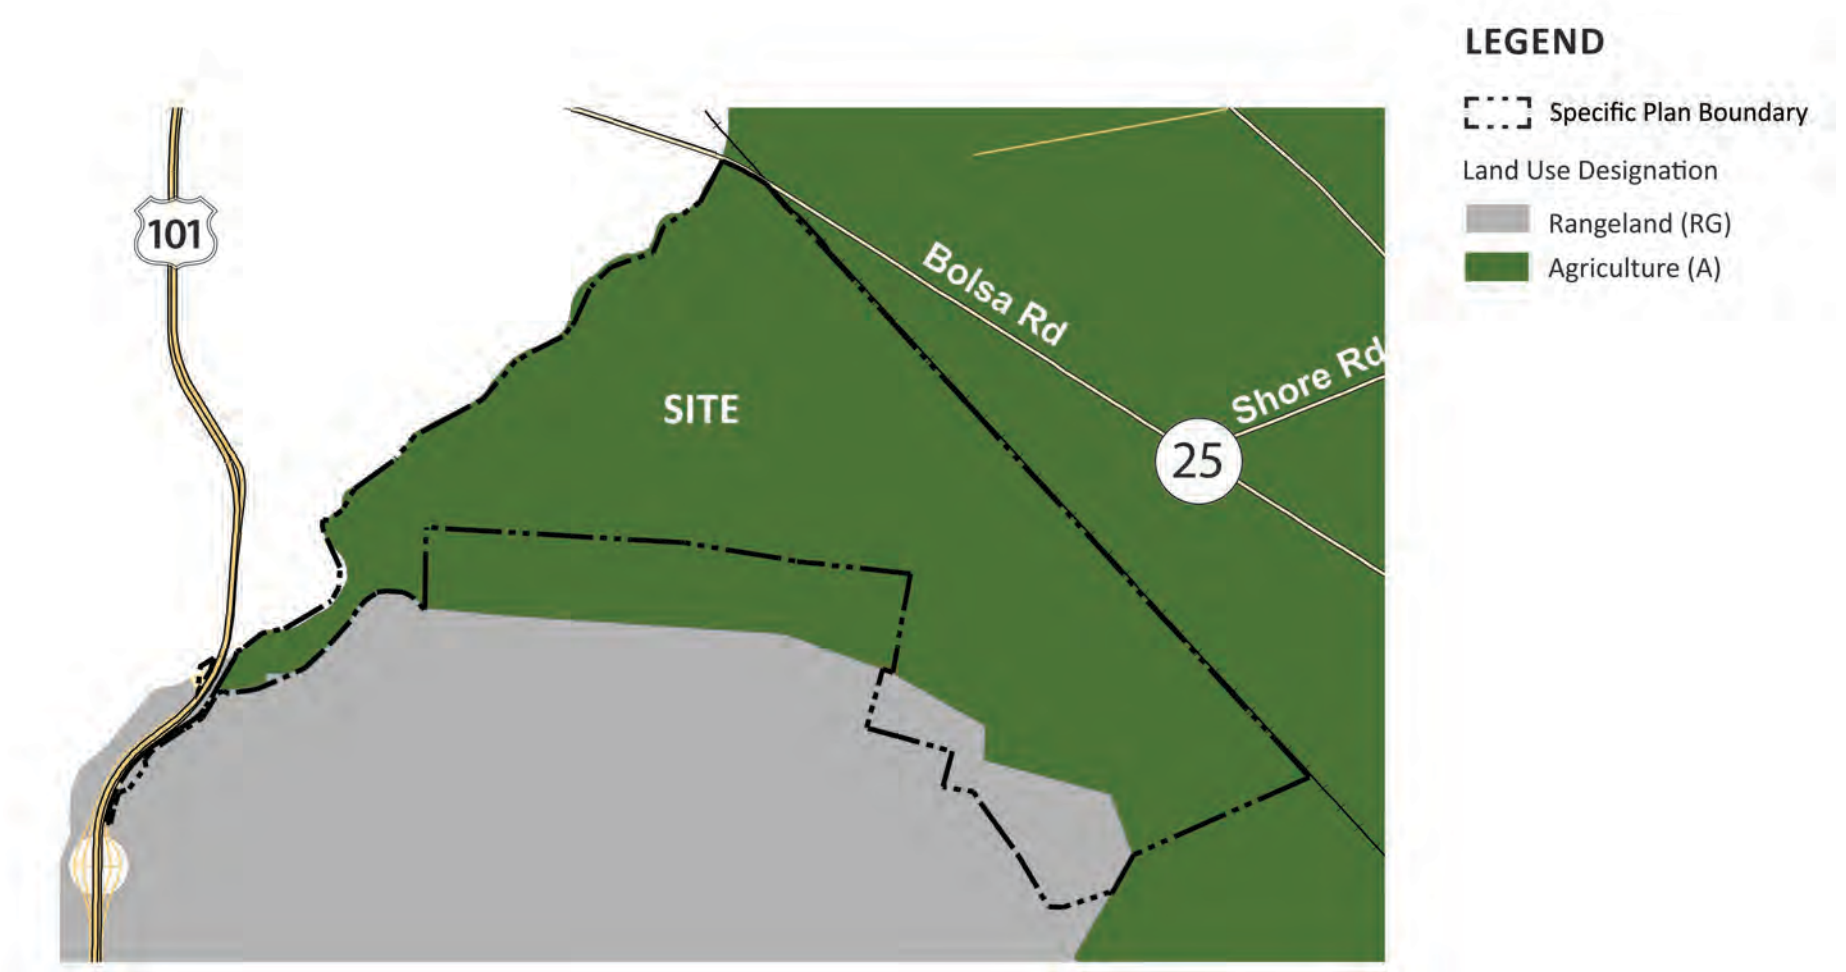 LEGEND
Specific Plan Boundary
Land Use Designation
Rangeland (RG)
Agriculture (A)
101
Bolsa Rd
Shore Rd
SITE
25